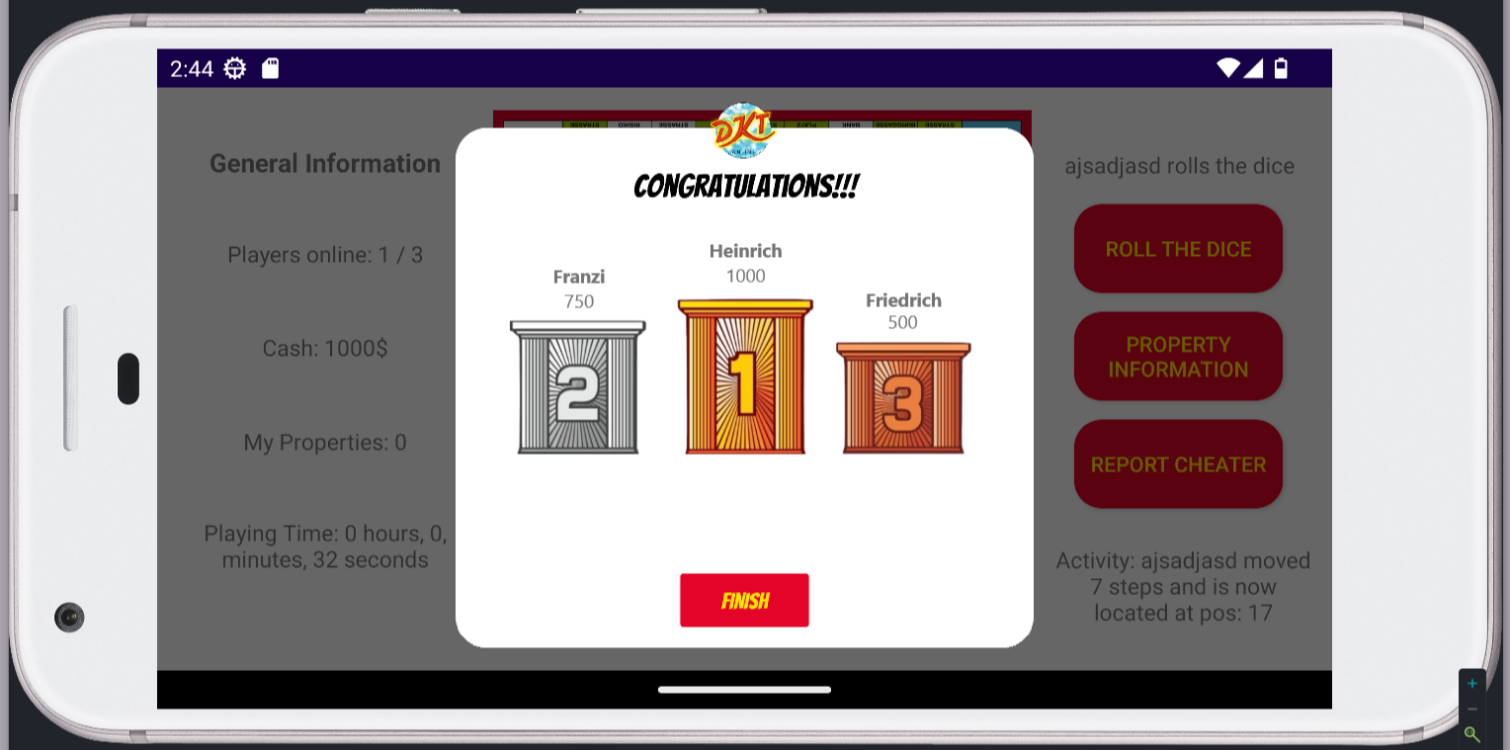 2:44
General Information
Players online: 1 / 3
Cash: 1000$
My Properties: 0
Playing Time: 0 hours, 0,
minutes, 32 seconds
DKT
CONGRATULATIONS!!!
Heinrich
1000
Franzi
750
Friedrich
500
2
1
3
FINISH
ajsadjasd rolls the dice
ROLL THE DICE
PROPERTY
INFORMATION
REPORT CHEATER
Activity: ajsadjasd moved
7 steps and is now
located at pos: 17